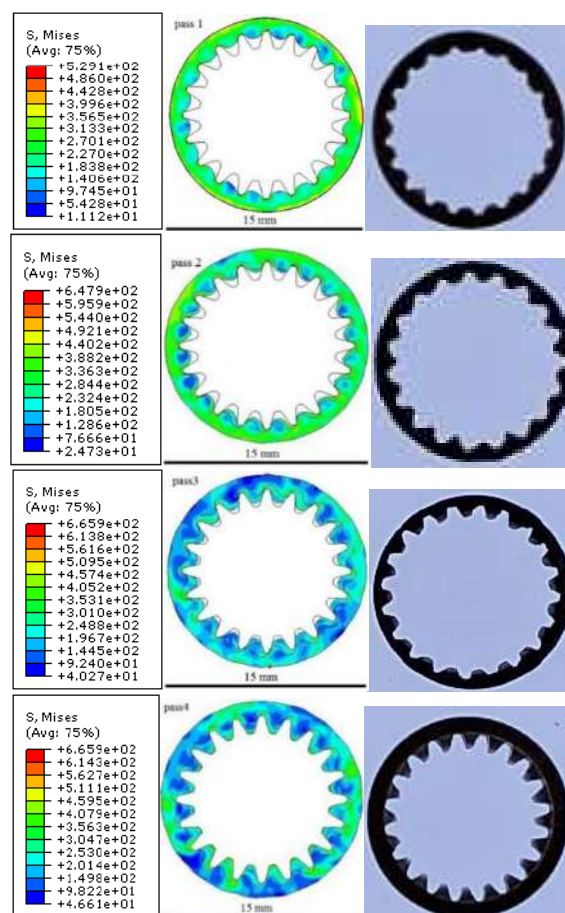 S, Mises
(Avg: 75%)
+5.291e+02
+4.860e+02
+4.428e+02
+3.996e+02
+3.565e+02
+3.133e+02
+2.701e+02
+2.270e+02
+1.838e+02
+1.406e+02
+9.745e+01
+5.428e+01
+1.112e+01
pass 1
15 mm
S, Mises
(Avg: 75%)
+6.479e+02
+5.959e+02
+5.440e+02
+4.921e+02
+4.402e+02
+3.882e+02
+3.363e+02
+2.844e+02
+2.324e+02
+1.805e+02
+1.286e+02
+7.666e+01
+2.473e+01
pass 2
15 mm
S, Mises
(Avg: 75%)
+6.659e+02
+6.138e+02
+5.616e+02
+5.095e+02
+4.574e+02
+4.052e+02
+3.531e+02
+3.010e+02
+2.488e+02
+1.967e+02
+1.445e+02
+9.240e+01
+4.027e+01
pass3
15 mm
S, Mises
(Avg: 75%)
+6.659e+02
+6.143e+02
+5.627e+02
+5.111e+02
+4.595e+02
+4.079e+02
+3.563e+02
+3.047e+02
+2.530e+02
+2.014e+02
+1.498e+02
+9.822e+01
+4.661e+01
pass4
15 mm